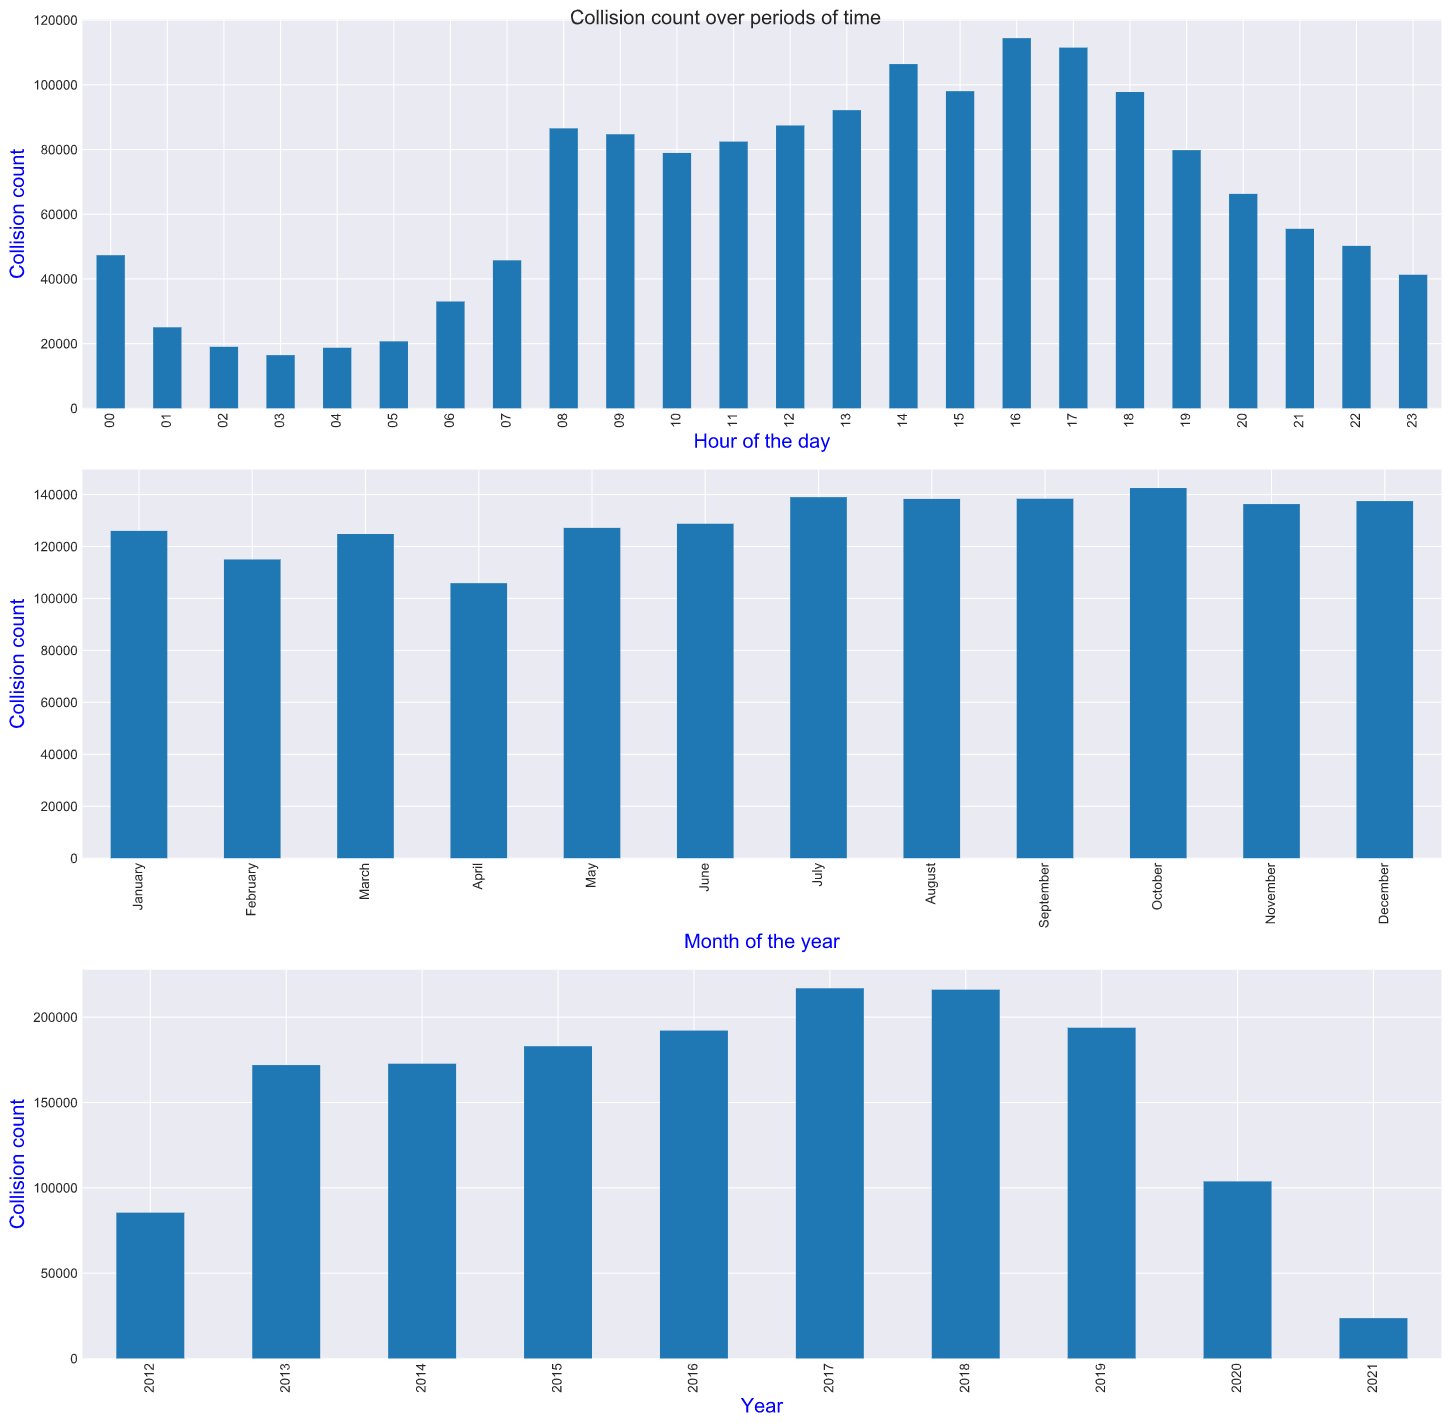 Collision count over periods of time
120000
100000
80000
60000
40000
20000
0
Collision count
00 01 02 03 04 05 06 07 08 09 10 11 12 13 14 15 16 17 18 19 20 21 22 23
Hour of the day
140000
120000
100000
80000
60000
40000
20000
0
Collision count
January February March April May June July August September October November December
Month of the year
200000
150000
100000
50000
0
Collision count
2012 2013 2014 2015 2016 2017 2018 2019 2020 2021
Year